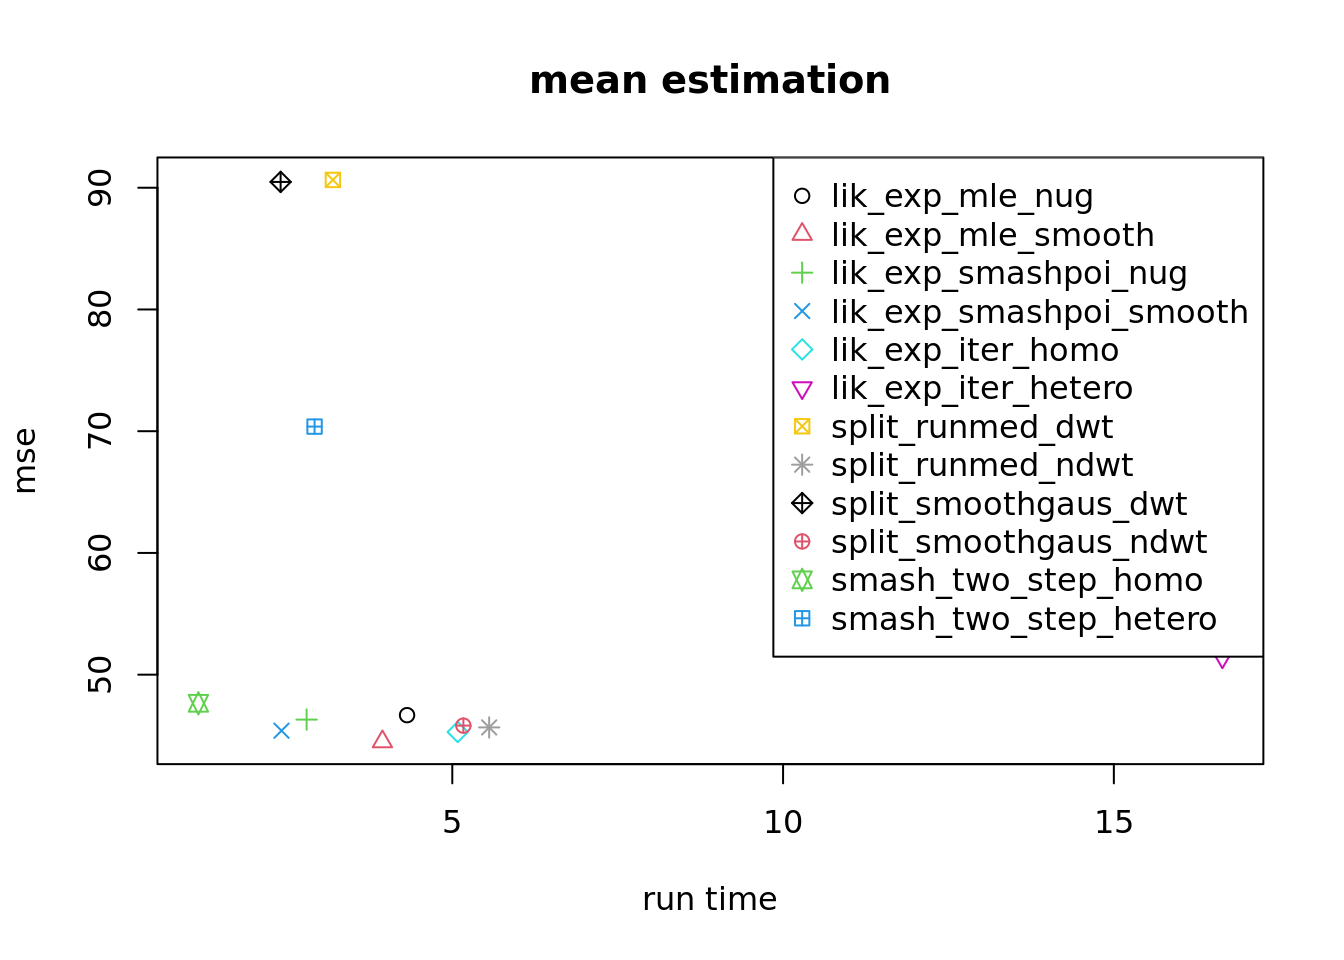 mean estimation
mse
90
80
70
60
50
5
10
15
run time
lik_exp_mle_nug
lik_exp_mle_smooth
lik_exp_smashpoi_nug
lik_exp_smashpoi_smooth
lik_exp_iter_homo
lik_exp_iter_hetero
split_runmed_dwt
split_runmed_ndwt
split_smoothgaus_dwt
split_smoothgaus_ndwt
smash_two_step_homo
smash_two_step_hetero